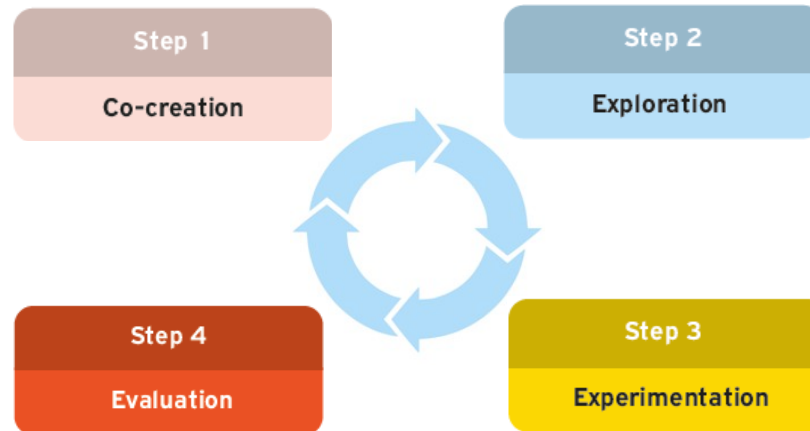 Step 1
Co-creation
Step 2
Exploration
Step 3
Experimentation
Step 4
Evaluation